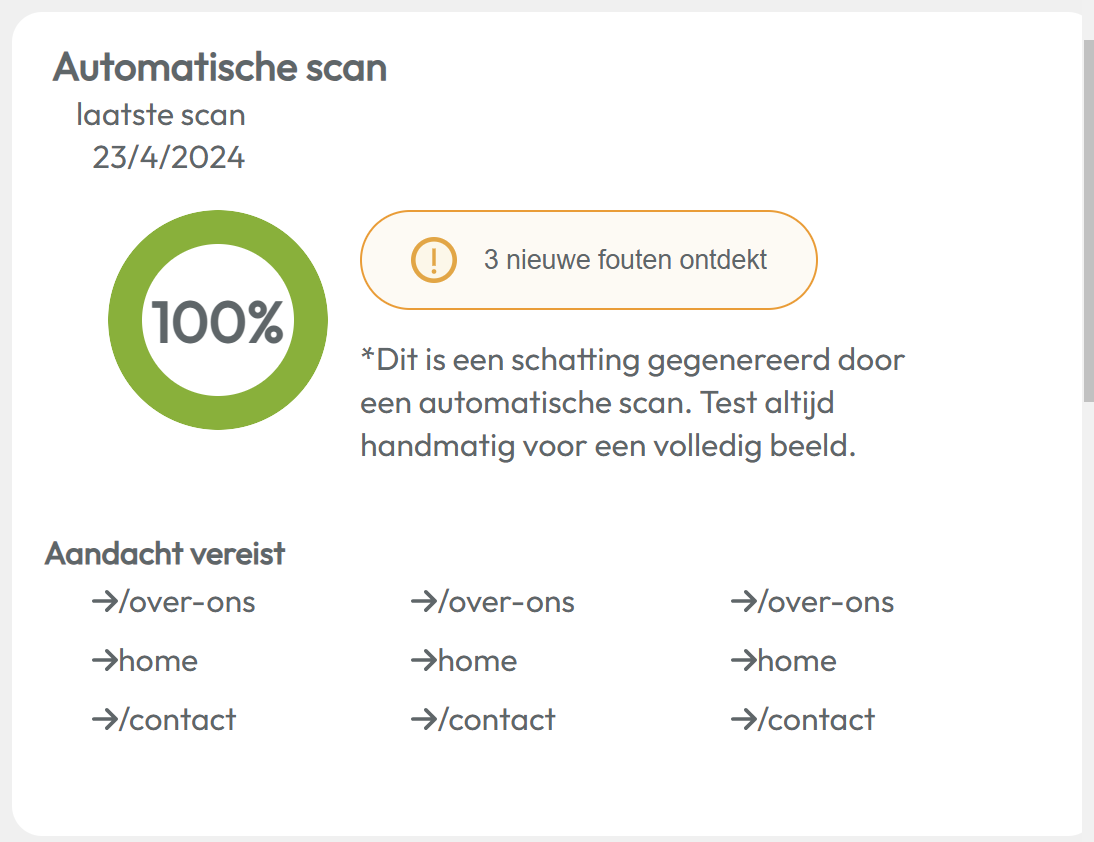 Automatische scan
laatste scan
23/4/2024
100%
3 nieuwe fouten ontdekt
*Dit is een schatting gegenereerd door
een automatische scan. Test altijd
handmatig voor een volledig beeld.
Aandacht vereist
→/over-ons →/over-ons →/over-ons
→home →home →home
→/contact →/contact →/contact